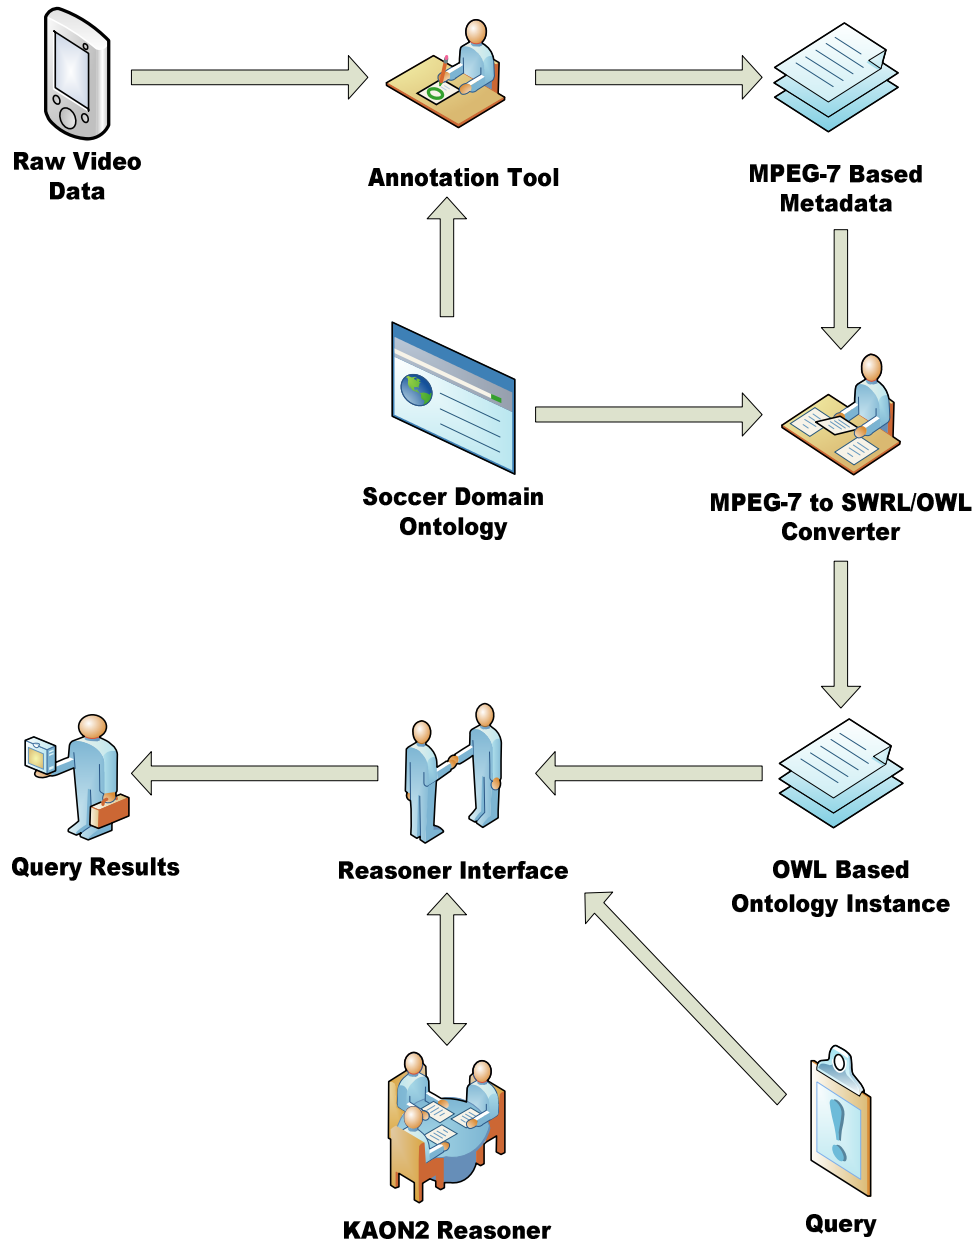 Raw Video
Data
Annotation Tool
MPEG-7 Based
Metadata
Soccer Domain
Ontology
MPEG-7 to SWRL/OWL
Converter
Query Results
Reasoner Interface
OWL Based
Ontology Instance
KAON2 Reasoner
Query